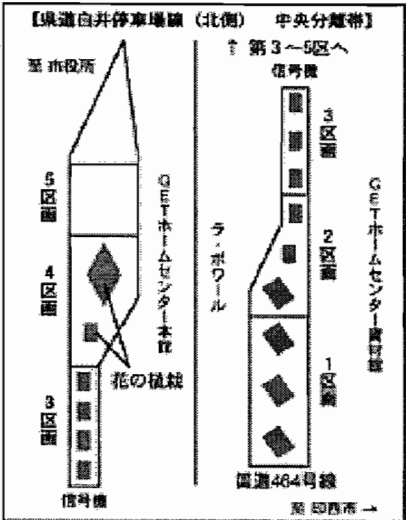 【県道白井停車場線(北側) 中央分離帯】
至 市役所
5区画
4区画
3区画
GETホームセンター本館
花の植栽
信号機
↑ 第3～5区へ
信号機
3区画
2区画
1区画
ラ・ボワール
GETホームセンター資材館
国道464号線
至 印西市→